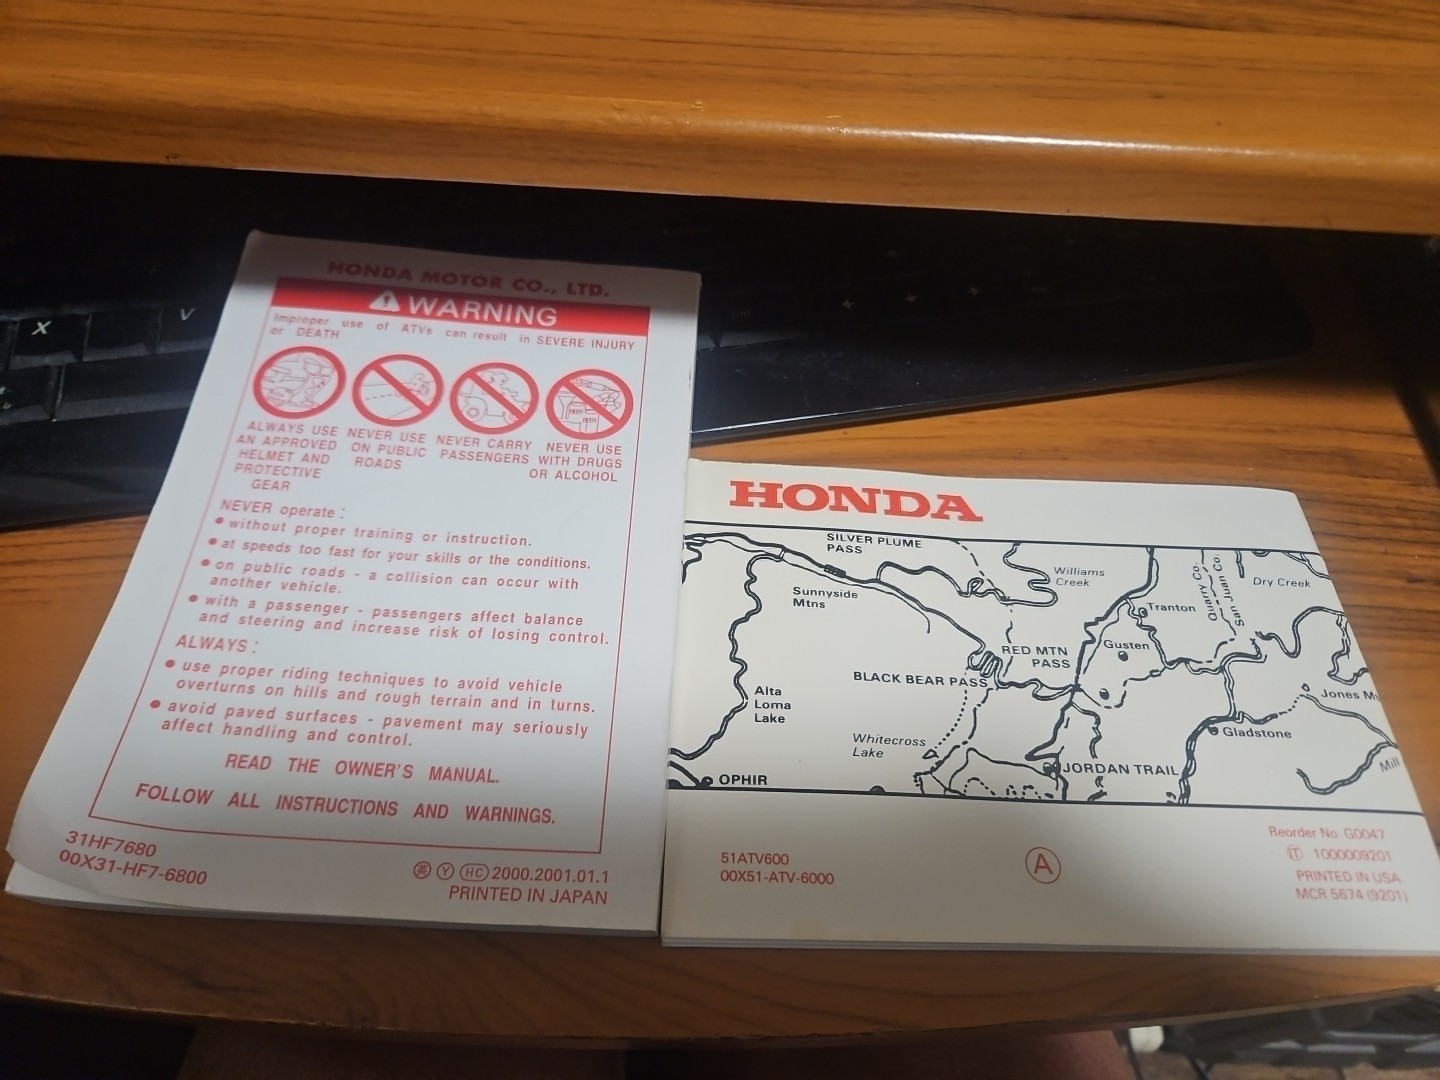 X
V
HONDA MOTOR CO., LTD.
WARNING
Improper use of ATVs can result in SEVERE INJURY
or DEATH
ALWAYS USE
AN APPROVED
HELMET AND
PROTECTIVE
GEAR
NEVER USE
ON PUBLIC
ROADS
NEVER CARRY
PASSENGERS
NEVER USE
WITH DRUGS
OR ALCOHOL
NEVER operate :
• without proper training or instruction.
• at speeds too fast for your skills or the conditions.
• on public roads - a collision can occur with
another vehicle.
• with a passenger - passengers affect balance
and steering and increase risk of losing control.
ALWAYS :
• use proper riding techniques to avoid vehicle
overturns on hills and rough terrain and in turns.
• avoid paved surfaces - pavement may seriously
affect handling and control.
READ THE OWNER'S MANUAL.
FOLLOW ALL INSTRUCTIONS AND WARNINGS.
31HF7680
00X31-HF7-6800
英 Y HC 2000.2001.01.1
PRINTED IN JAPAN
HONDA
SILVER PLUME
PASS
Williams
Creek
Quarry Co.
San Juan Co.
Dry Creek
Sunnyside
Mtns
Tranton
Gusten
RED MTN
PASS
BLACK BEAR PASS
Alta
Loma
Lake
Jones M
Whitecross
Lake
Gladstone
OPHIR
JORDAN TRAIL
Mill
51ATV600
00X51-ATV-6000
A
Reorder No. G0047
IT 1000009201
PRINTED IN USA
MCR 5674 (9201)